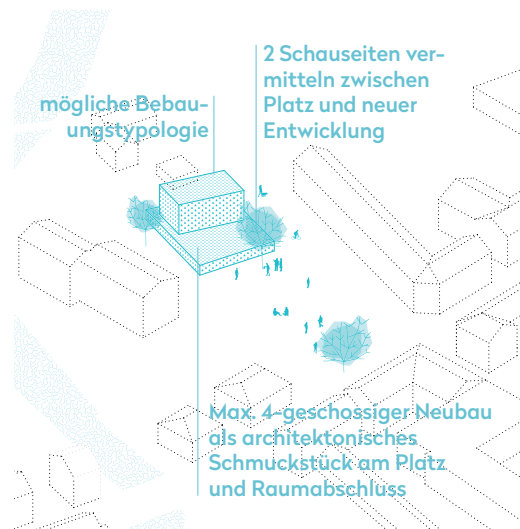 2 Schauseiten ver-
mitteln zwischen
Platz und neuer
Entwicklung
mögliche Bebau-
ungstypologie
Max. 4-geschossiger Neubau
als architektonisches
Schmuckstück am Platz
und Raumabschluss